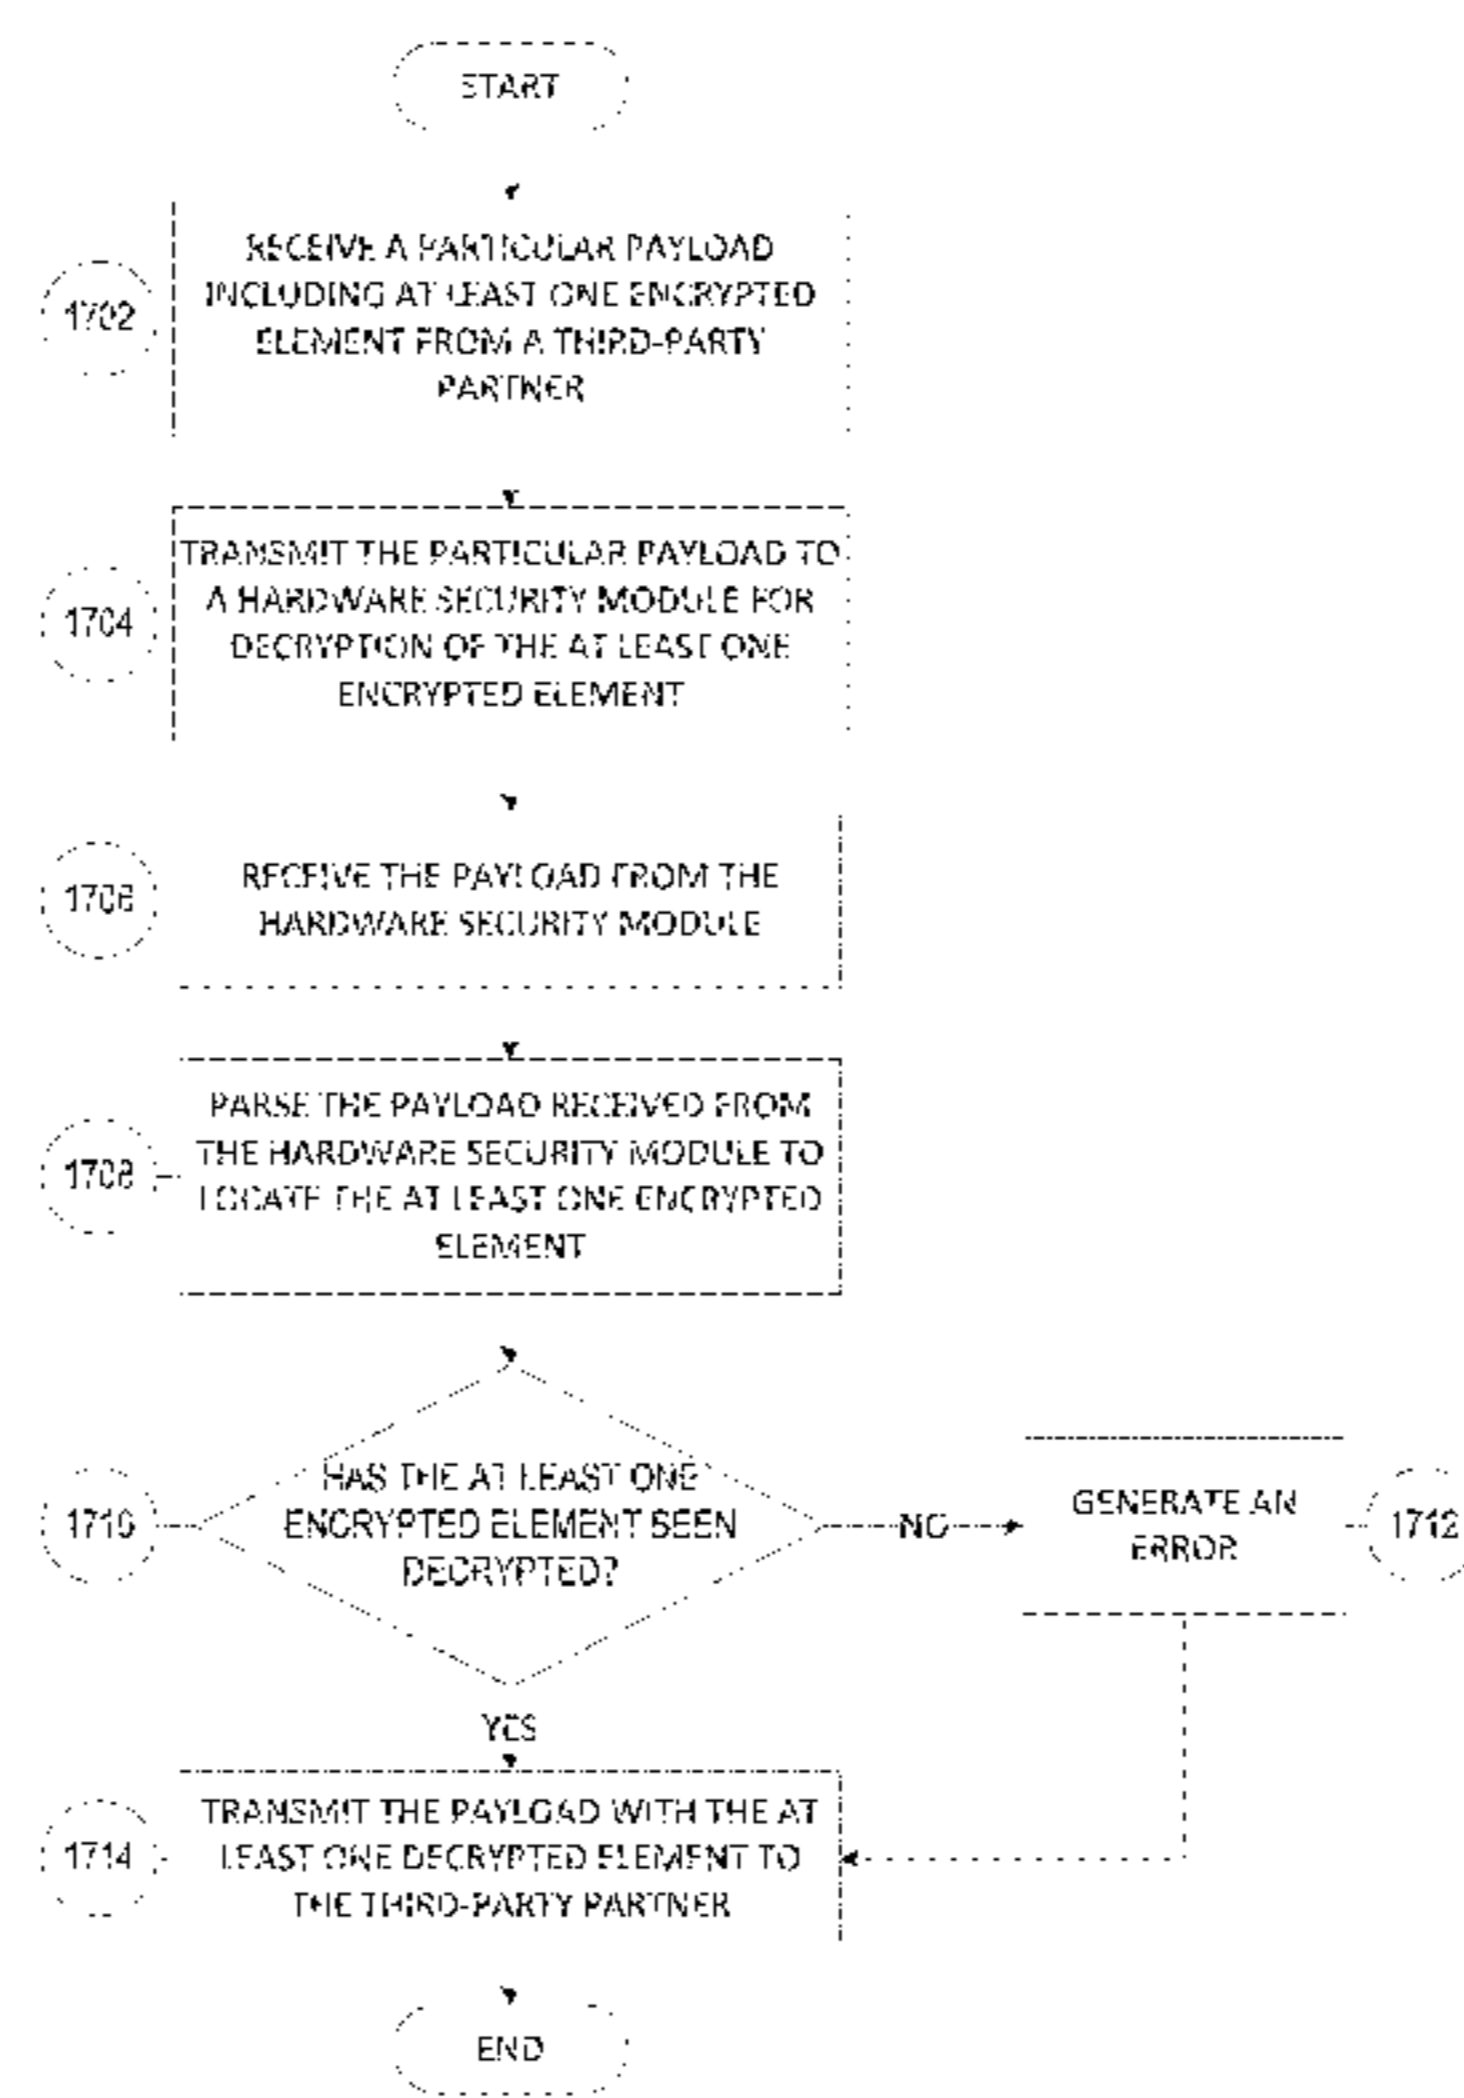 START
1702
RECEIVE A PARTICULAR PAYLOAD
INCLUDING AT LEAST ONE ENCRYPTED
ELEMENT FROM A THIRD-PARTY
PARTNER
1704
TRANSMIT THE PARTICULAR PAYLOAD TO
A HARDWARE SECURITY MODULE FOR
DECRYPTION OF THE AT LEAST ONE
ENCRYPTED ELEMENT
1706
RECEIVE THE PAYLOAD FROM THE
HARDWARE SECURITY MODULE
1708
PARSE THE PAYLOAD RECEIVED FROM
THE HARDWARE SECURITY MODULE TO
LOCATE THE AT LEAST ONE ENCRYPTED
ELEMENT
1710
HAS THE AT LEAST ONE
ENCRYPTED ELEMENT BEEN
DECRYPTED?
NO
GENERATE AN
ERROR
1712
YES
1714
TRANSMIT THE PAYLOAD WITH THE AT
LEAST ONE DECRYPTED ELEMENT TO
THE THIRD-PARTY PARTNER
END